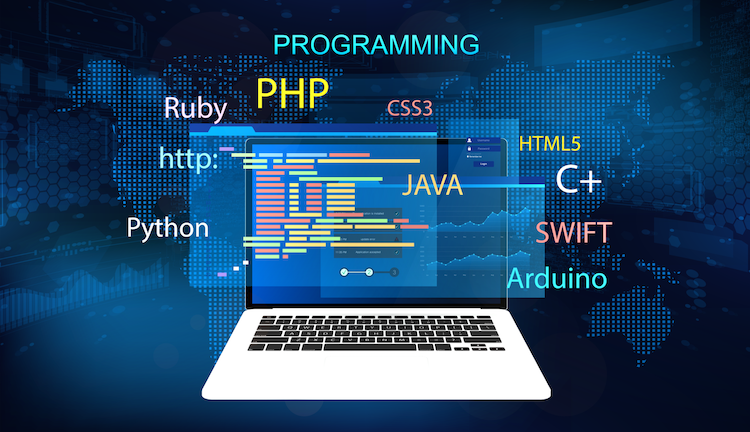 PROGRAMMING
PHP
Ruby
CSS3
http:
HTML5
JAVA
C+
Python
SWIFT
Arduino